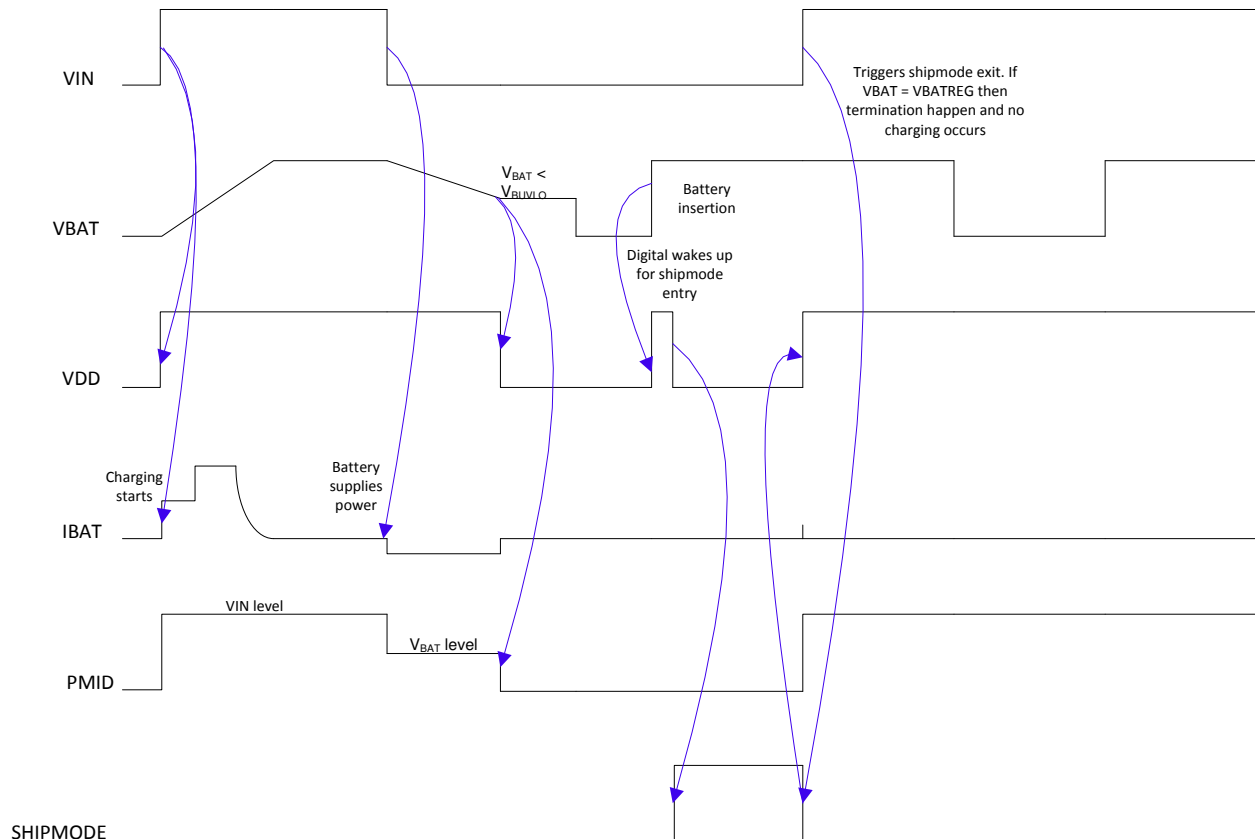 VIN
Triggers shipmode exit. If
VBAT = VBATREG then
termination happen and no
charging occurs
VBAT
VBAT <
VBUVLO
Battery
insertion
Digital wakes up
for shipmode
entry
VDD
Charging
starts
Battery
supplies
power
IBAT
VIN level
VBAT level
PMID
SHIPMODE